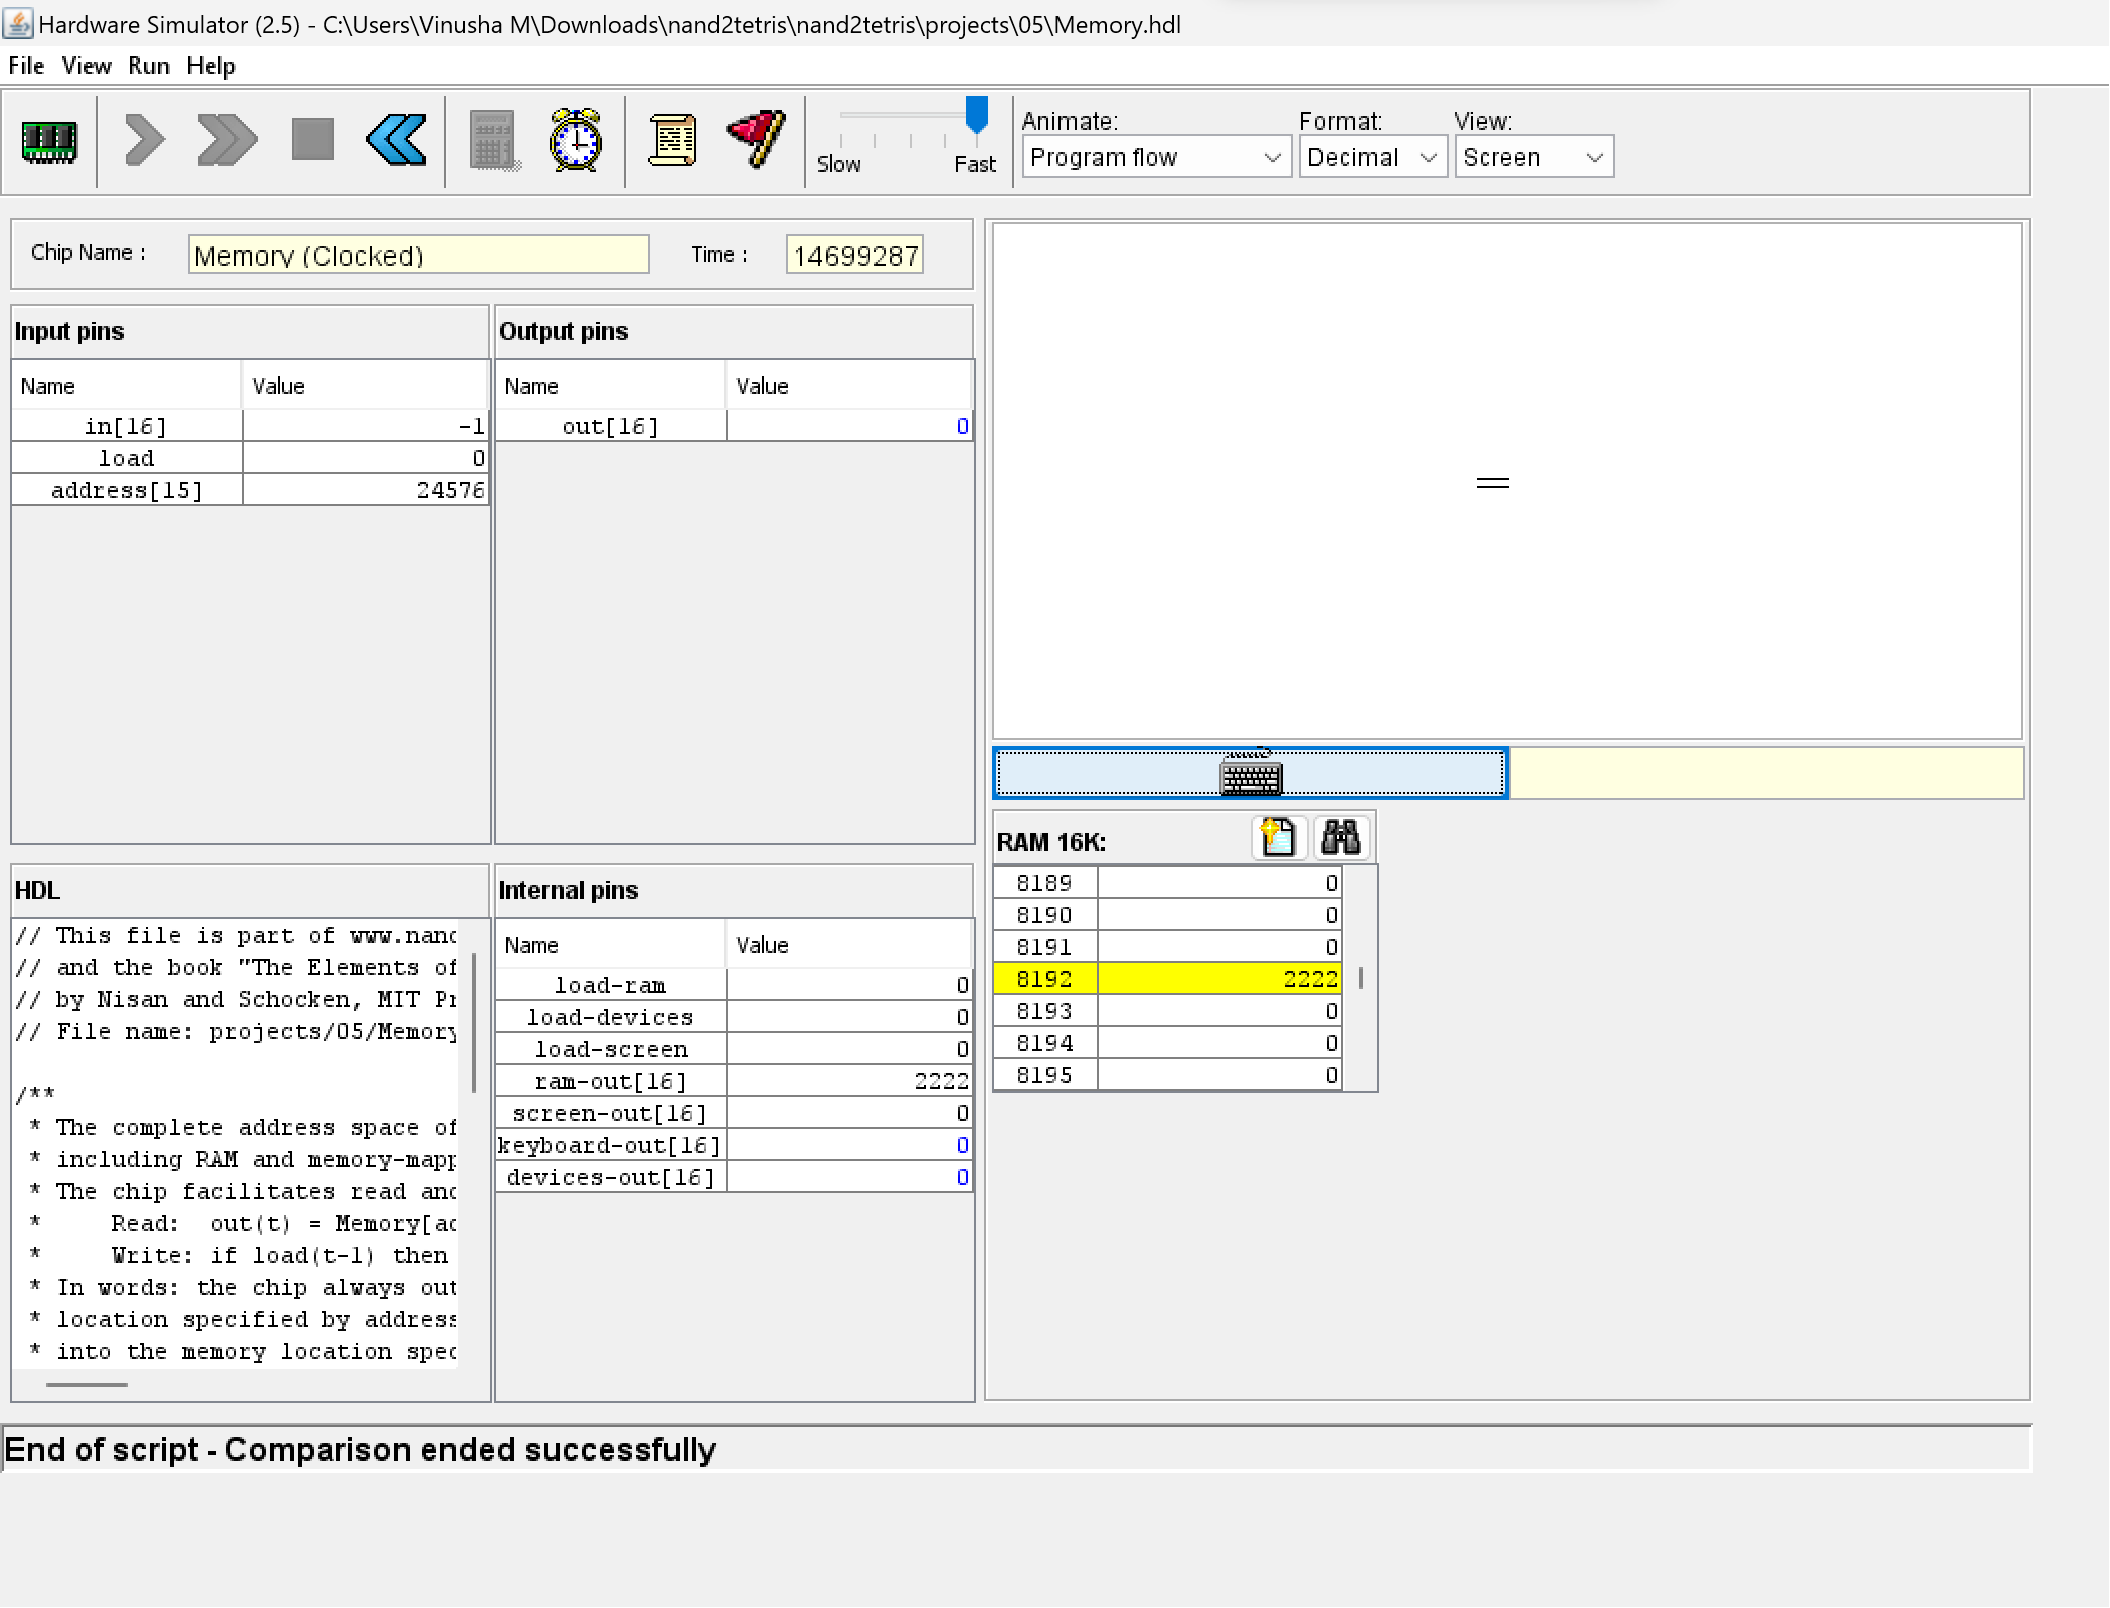 Hardware Simulator (2.5) - C:\Users\Vinusha M\Downloads\nand2tetris\nand2tetris\projects\05\Memory.hdl
File View Run Help
Slow Fast
Animate: Format: View:
Program flow Decimal Screen
Chip Name : Memory (Clocked) Time : 14699287
Input pins
Name Value
in[16] -1
load 0
address[15] 24576
Output pins
Name Value
out[16] 0
HDL
// This file is part of www.nand
// and the book "The Elements of
// by Nisan and Schocken, MIT Pr
// File name: projects/05/Memory
/**
* The complete address space of
* including RAM and memory-mapp
* The chip facilitates read and
* Read: out(t) = Memory[ad
* Write: if load(t-1) then
* In words: the chip always out
* location specified by address
* into the memory location spec
Internal pins
Name Value
load-ram 0
load-devices 0
load-screen 0
ram-out[16] 2222
screen-out[16] 0
keyboard-out[16] 0
devices-out[16] 0
RAM 16K:
8189 0
8190 0
8191 0
8192 2222
8193 0
8194 0
8195 0
End of script - Comparison ended successfully